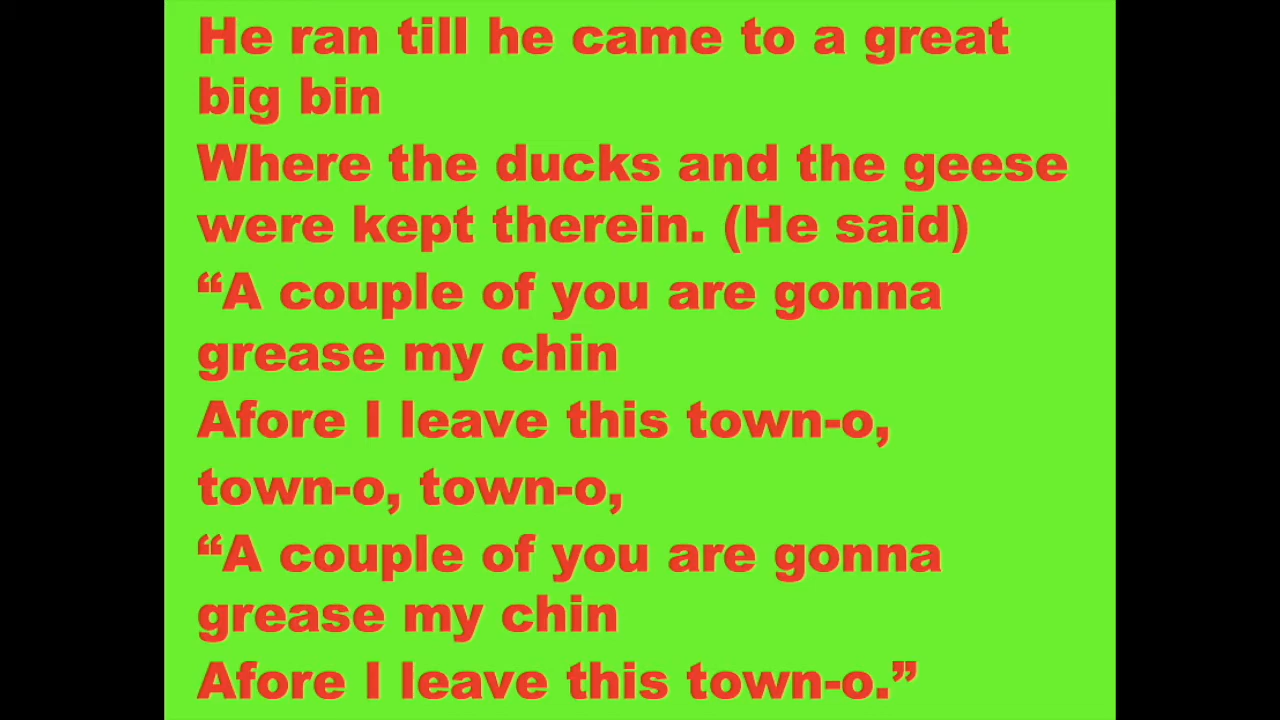 He ran till he came to a great
big bin
Where the ducks and the geese
were kept therein. (He said)
“A couple of you are gonna
grease my chin
Afore I leave this town-o,
town-o, town-o,
“A couple of you are gonna
grease my chin
Afore I leave this town-o.”